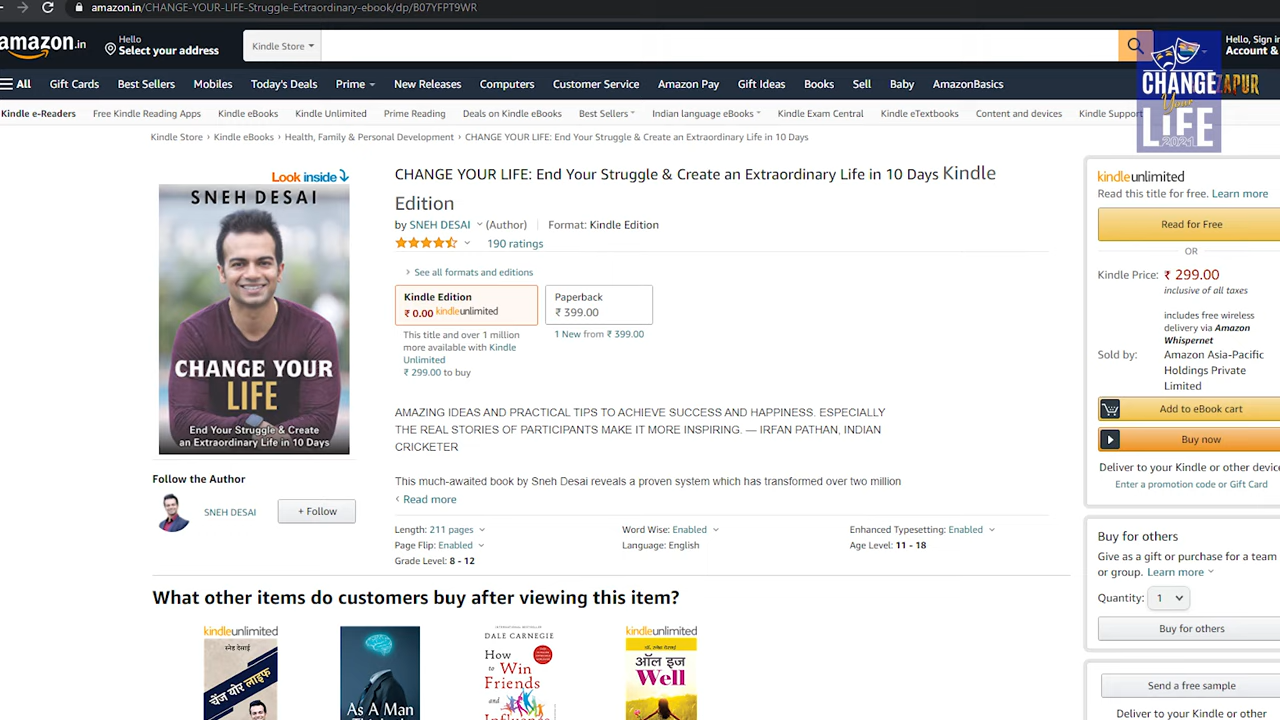 amazon.in/CHANGE-YOUR-LIFE-Struggle-Extraordinary-ebook/dp/B07YFPT9WR
amazon.in
Hello
Select your address
Kindle Store
Hello, Sign in
Account &
All Gift Cards Best Sellers Mobiles Today's Deals Prime New Releases Computers Customer Service Amazon Pay Gift Ideas Books Sell Baby AmazonBasics
CHANGE
Your
LIFE
2021
ZAPUR
Kindle e-Readers Free Kindle Reading Apps Kindle eBooks Kindle Unlimited Prime Reading Deals on Kindle eBooks Best Sellers Indian language eBooks Kindle Exam Central Kindle eTextbooks Content and devices Kindle Support
Kindle Store › Kindle eBooks › Health, Family & Personal Development › CHANGE YOUR LIFE: End Your Struggle & Create an Extraordinary Life in 10 Days
Look inside
SNEH DESAI
CHANGE YOUR
LIFE
End Your Struggle & Create
an Extraordinary Life in 10 Days
Follow the Author
SNEH DESAI
+ Follow
CHANGE YOUR LIFE: End Your Struggle & Create an Extraordinary Life in 10 Days Kindle
Edition
by SNEH DESAI (Author) Format: Kindle Edition
190 ratings
› See all formats and editions
Kindle Edition
₹ 0.00 kindleunlimited
This title and over 1 million
more available with Kindle
Unlimited
₹ 299.00 to buy
Paperback
₹ 399.00
1 New from ₹ 399.00
AMAZING IDEAS AND PRACTICAL TIPS TO ACHIEVE SUCCESS AND HAPPINESS. ESPECIALLY
THE REAL STORIES OF PARTICIPANTS MAKE IT MORE INSPIRING. — IRFAN PATHAN, INDIAN
CRICKETER
This much-awaited book by Sneh Desai reveals a proven system which has transformed over two million
‹ Read more
Length: 211 pages Word Wise: Enabled Enhanced Typesetting: Enabled
Page Flip: Enabled Language: English Age Level: 11 - 18
Grade Level: 8 - 12
kindleunlimited
Read this title for free. Learn more
Read for Free
OR
Kindle Price: ₹ 299.00
inclusive of all taxes
includes free wireless
delivery via Amazon
Whispernet
Sold by: Amazon Asia-Pacific
Holdings Private
Limited
Add to eBook cart
Buy now
Deliver to your Kindle or other device
Enter a promotion code or Gift Card
Buy for others
Give as a gift or purchase for a team
or group. Learn more
Quantity: 1
Buy for others
Send a free sample
Deliver to your Kindle or other
What other items do customers buy after viewing this item?
kindleunlimited
स्नेह देसाई
चेंज योर लाइफ
As A Man
INTERNATIONAL BESTSELLER
DALE CARNEGIE
How
to Win
Friends
and
Influence
kindleunlimited
ऑल इज
Well